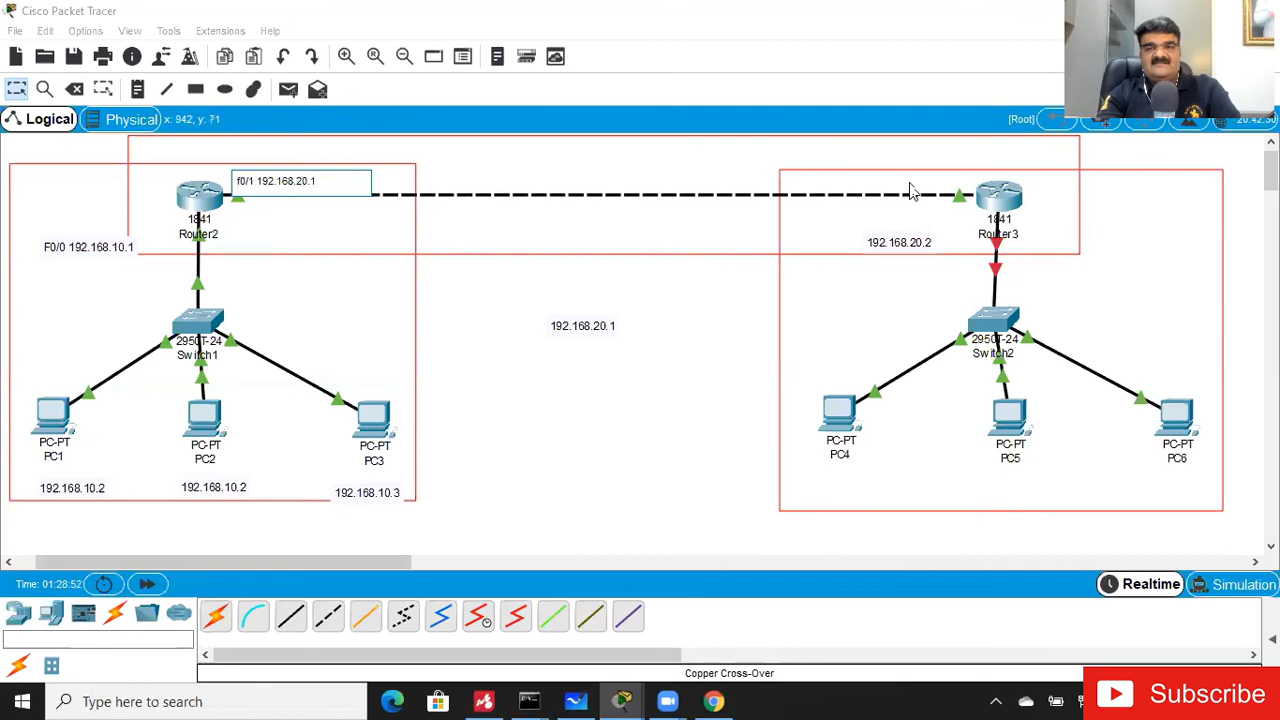 Cisco Packet Tracer
File Edit Options View Tools Extensions Help
Logical Physical x: 942, y: 71 [Root] 20:42:30
f0/1 192.168.20.1
1841
Router2
F0/0 192.168.10.1
1841
Router3
192.168.20.2
192.168.20.1
2950T-24
Switch1
2950T-24
Switch2
PC-PT
PC1
PC-PT
PC2
PC-PT
PC3
PC-PT
PC4
PC-PT
PC5
PC-PT
PC6
192.168.10.2
192.168.10.2
192.168.10.3
Time: 01:28:52 Realtime Simulation
Copper Cross-Over
Type here to search
Subscribe